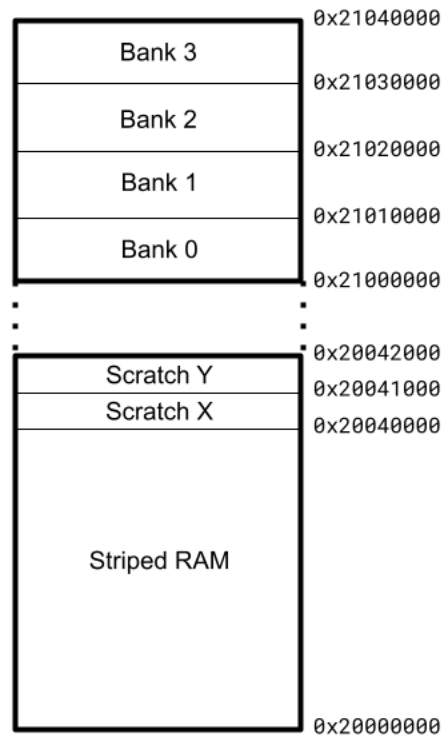 0x21040000
Bank 3
0x21030000
Bank 2
0x21020000
Bank 1
0x21010000
Bank 0
0x21000000
0x20042000
Scratch Y
0x20041000
Scratch X
0x20040000
Striped RAM
0x20000000